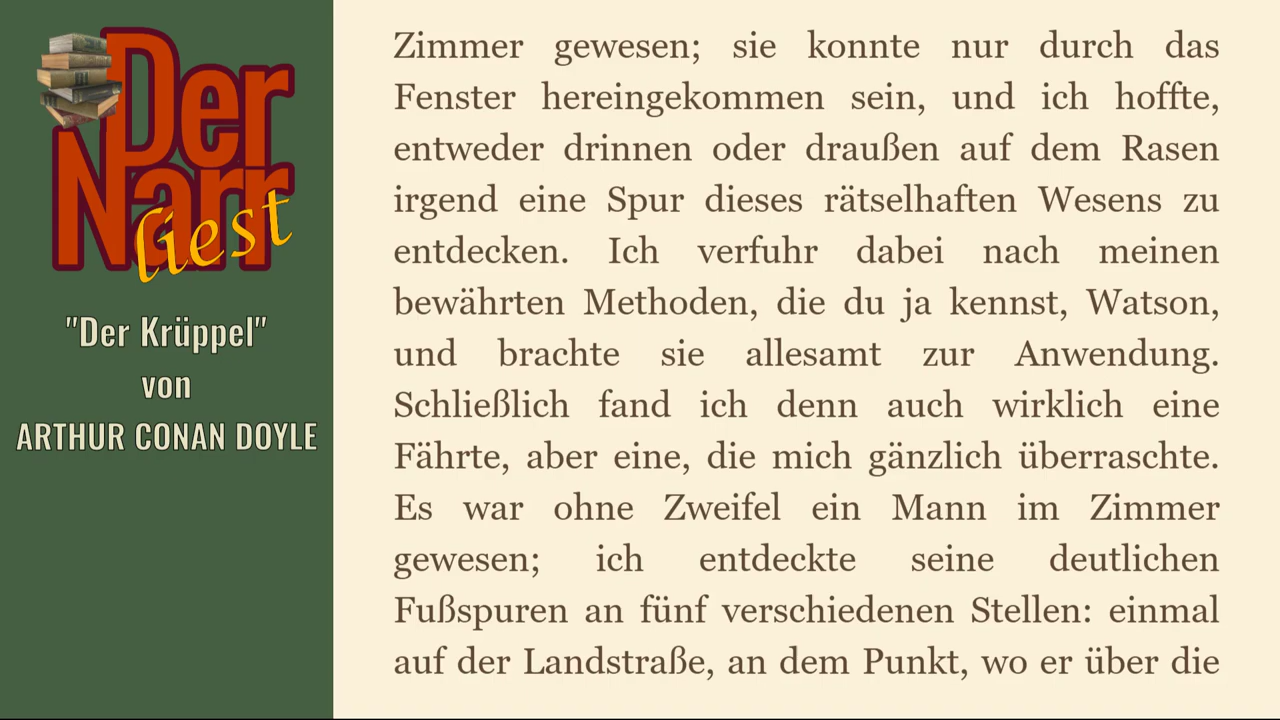 Der
Narr
liest
"Der Krüppel"
von
ARTHUR CONAN DOYLE
Zimmer gewesen; sie konnte nur durch das
Fenster hereingekommen sein, und ich hoffte,
entweder drinnen oder draußen auf dem Rasen
irgend eine Spur dieses rätselhaften Wesens zu
entdecken. Ich verfuhr dabei nach meinen
bewährten Methoden, die du ja kennst, Watson,
und brachte sie allesamt zur Anwendung.
Schließlich fand ich denn auch wirklich eine
Fährte, aber eine, die mich gänzlich überraschte.
Es war ohne Zweifel ein Mann im Zimmer
gewesen; ich entdeckte seine deutlichen
Fußspuren an fünf verschiedenen Stellen: einmal
auf der Landstraße, an dem Punkt, wo er über die